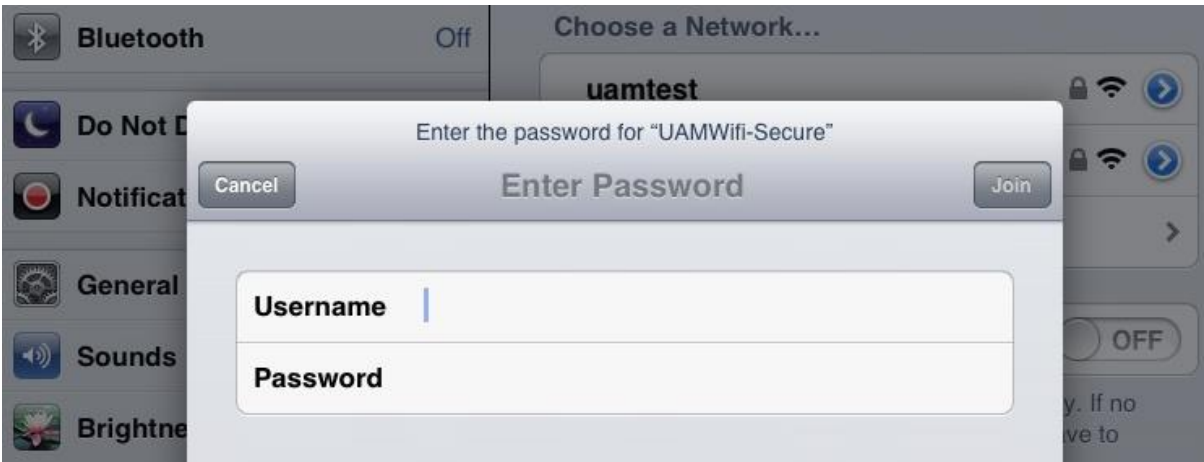 Bluetooth Off
Choose a Network...
uamtest
Do Not D
Enter the password for “UAMWifi-Secure”
Cancel
Enter Password
Join
Notificat
General
Username
Password
Sounds
OFF
Brightne
y. If no
ve to